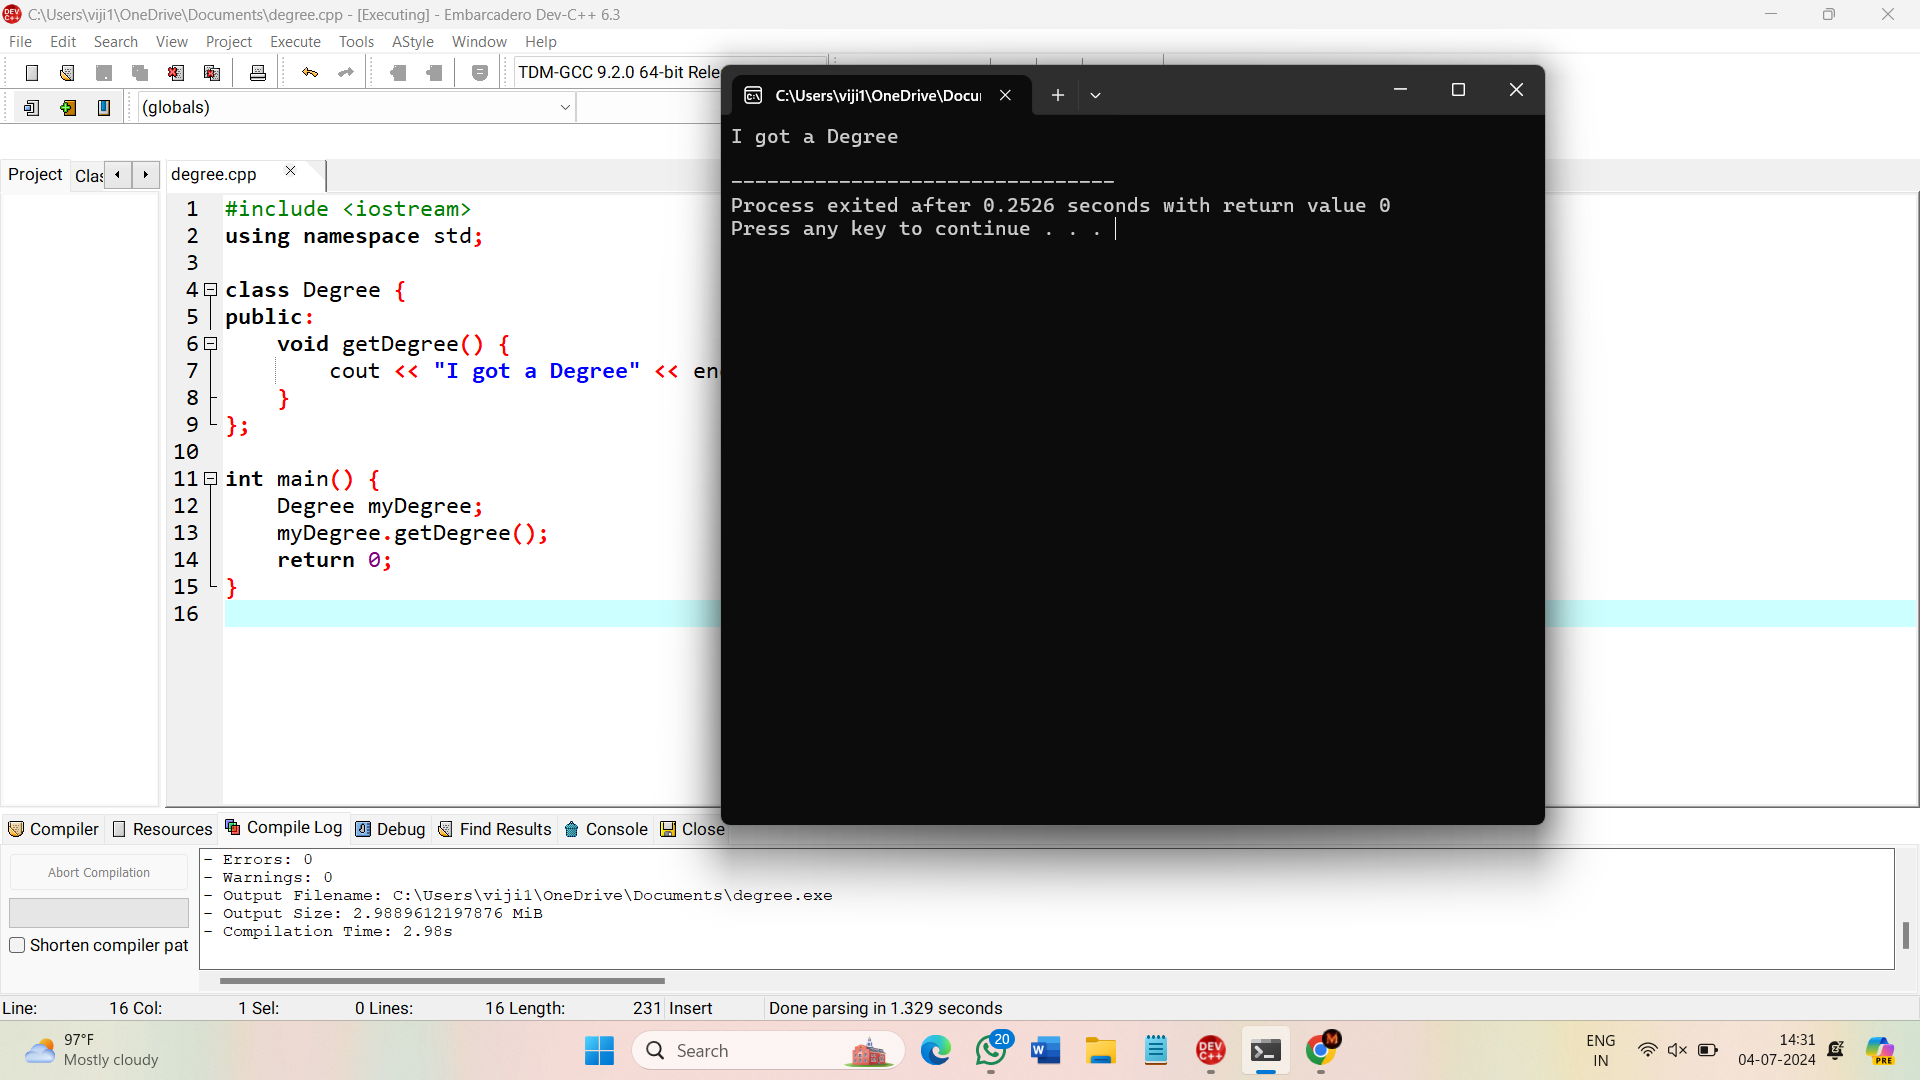 C:\Users\viji1\OneDrive\Documents\degree.cpp - [Executing] - Embarcadero Dev-C++ 6.3
File Edit Search View Project Execute Tools AStyle Window Help
TDM-GCC 9.2.0 64-bit Rele
(globals)
Project Clas
degree.cpp
1 #include <iostream>
2 using namespace std;
3
4 class Degree {
5 public:
6 void getDegree() {
7 cout << "I got a Degree" << en
8 }
9 };
10
11 int main() {
12 Degree myDegree;
13 myDegree.getDegree();
14 return 0;
15 }
16
C:\Users\viji1\OneDrive\Docu
I got a Degree
--------------------------------
Process exited after 0.2526 seconds with return value 0
Press any key to continue . . .
Compiler Resources Compile Log Debug Find Results Console Close
Abort Compilation
Shorten compiler pat
- Errors: 0
- Warnings: 0
- Output Filename: C:\Users\viji1\OneDrive\Documents\degree.exe
- Output Size: 2.9889612197876 MiB
- Compilation Time: 2.98s
Line: 16 Col: 1 Sel: 0 Lines: 16 Length: 231 Insert Done parsing in 1.329 seconds
97°F
Mostly cloudy
Search
20
DEV C++
M
ENG
IN
14:31
04-07-2024
PRE